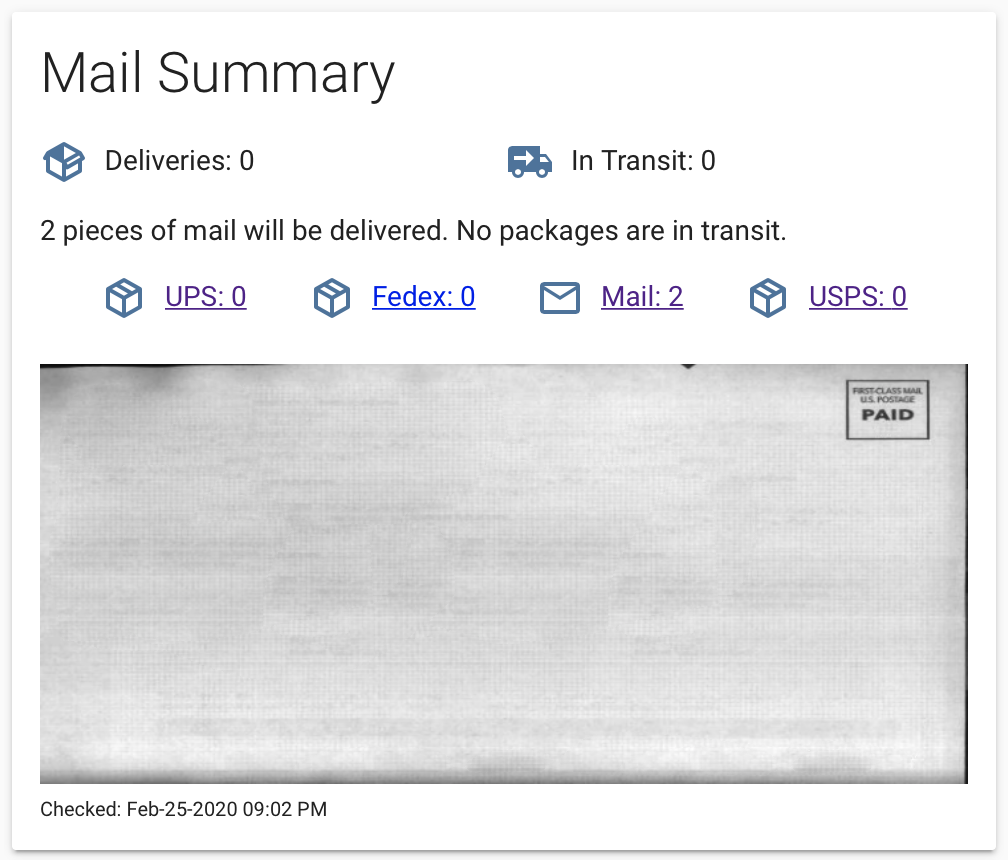 Mail Summary
Deliveries: 0
In Transit: 0
2 pieces of mail will be delivered. No packages are in transit.
UPS: 0
Fedex: 0
Mail: 2
USPS: 0
FIRST-CLASS MAIL
U.S. POSTAGE
PAID
Checked: Feb-25-2020 09:02 PM